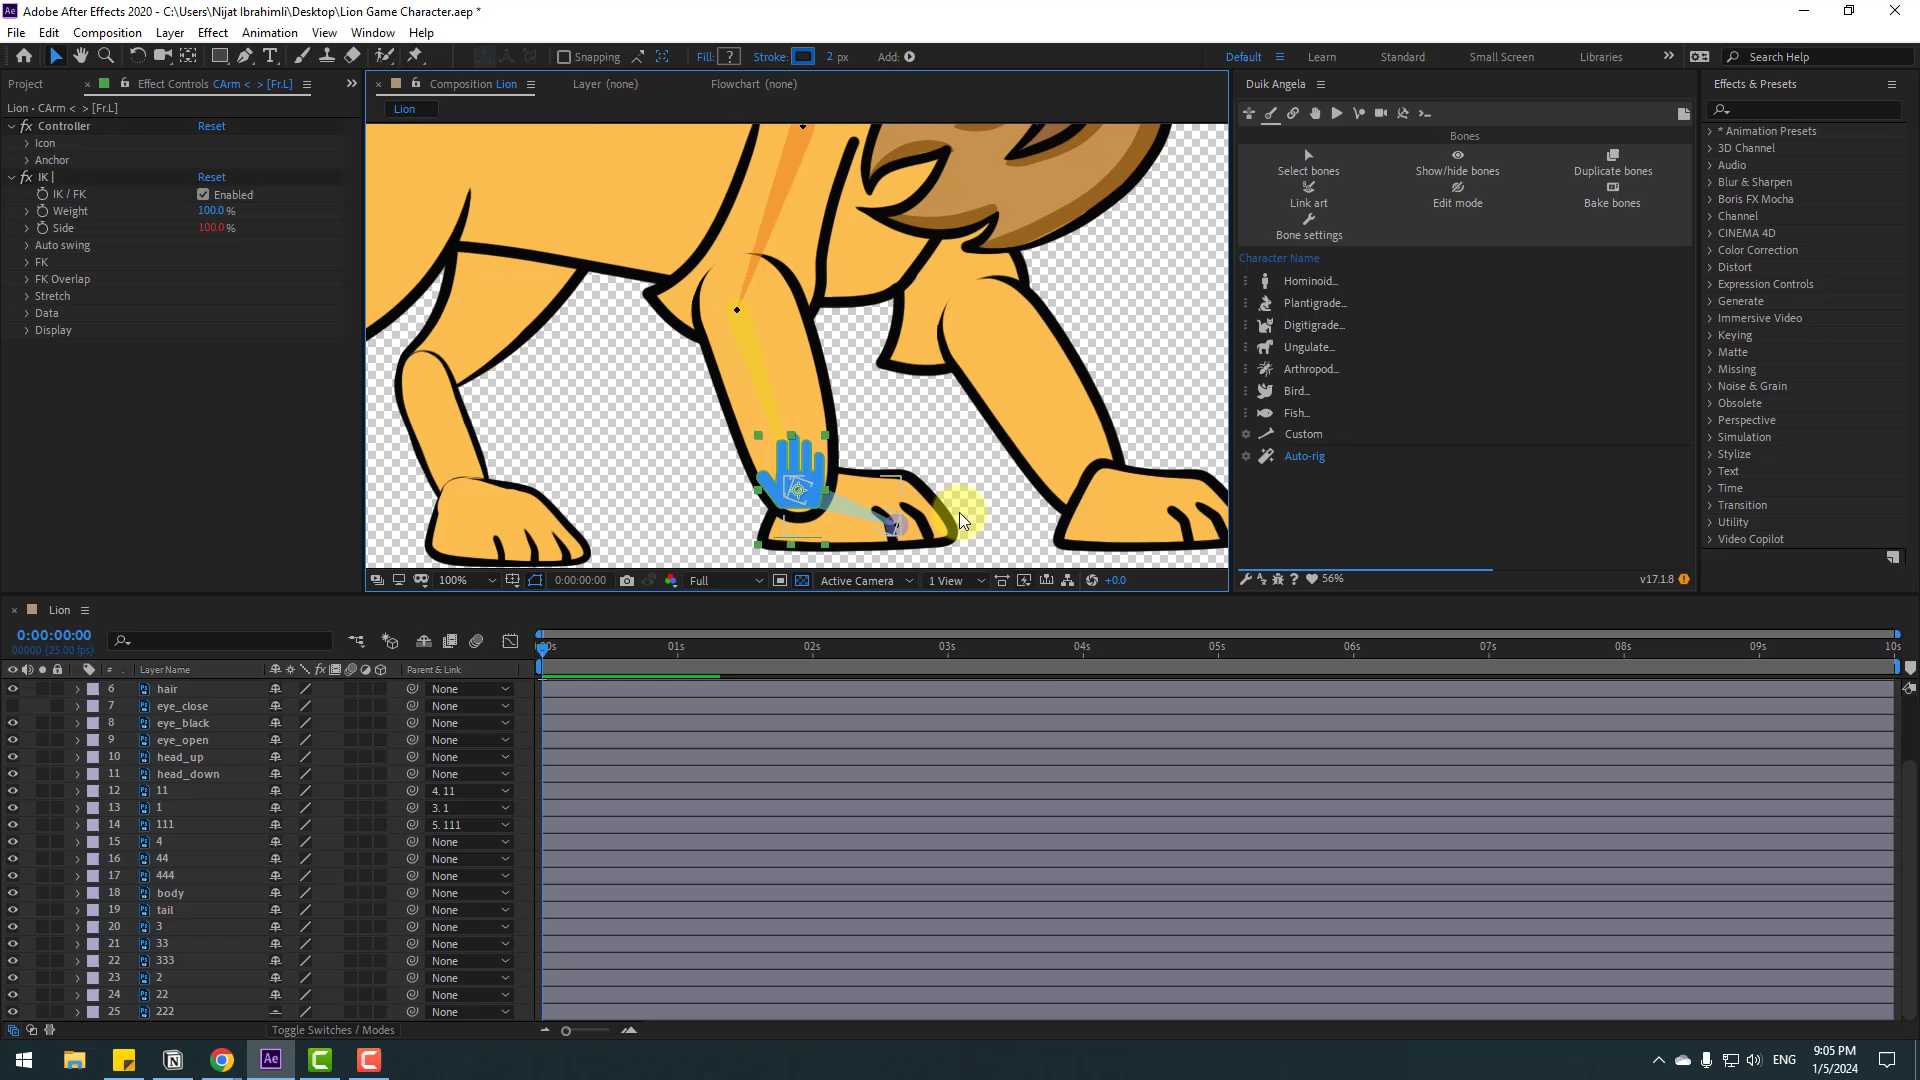 Adobe After Effects 2020 - C:\Users\Nijat Ibrahimli\Desktop\Lion Game Character.aep *
File Edit Composition Layer Effect Animation View Window Help
Snapping Fill: ? Stroke: 2 px Add: Default Learn Standard Small Screen Libraries Search Help
Project Effect Controls CArm < > [Fr.L]
Lion • CArm < > [Fr.L]
fx Controller Reset
Icon
Anchor
fx IK | Reset
IK / FK Enabled
Weight 100.0 %
Side 100.0 %
Auto swing
FK
FK Overlap
Stretch
Data
Display
Composition Lion Layer (none) Flowchart (none)
Lion
100% 0:00:00:00 Full Active Camera 1 View +0.0
Duik Angela
Bones
Select bones Show/hide bones Duplicate bones
Link art Edit mode Bake bones
Bone settings
Character Name
Hominoid...
Plantigrade...
Digitigrade...
Ungulate...
Arthropod...
Bird...
Fish...
Custom
Auto-rig
56% v17.1.8
Effects & Presets
* Animation Presets
3D Channel
Audio
Blur & Sharpen
Boris FX Mocha
Channel
CINEMA 4D
Color Correction
Distort
Expression Controls
Generate
Immersive Video
Keying
Matte
Missing
Noise & Grain
Obsolete
Perspective
Simulation
Stylize
Text
Time
Transition
Utility
Video Copilot
Lion
0:00:00:00
00000 (25.00 fps)
00s 01s 02s 03s 04s 05s 06s 07s 08s 09s 10s
# Layer Name Parent & Link
6 hair None
7 eye_close None
8 eye_black None
9 eye_open None
10 head_up None
11 head_down None
12 11 4. 11
13 1 3. 1
14 111 5. 111
15 4 None
16 44 None
17 444 None
18 body None
19 tail None
20 3 None
21 33 None
22 333 None
23 2 None
24 22 None
25 222 None
Toggle Switches / Modes
Ae ENG 9:05 PM
1/5/2024